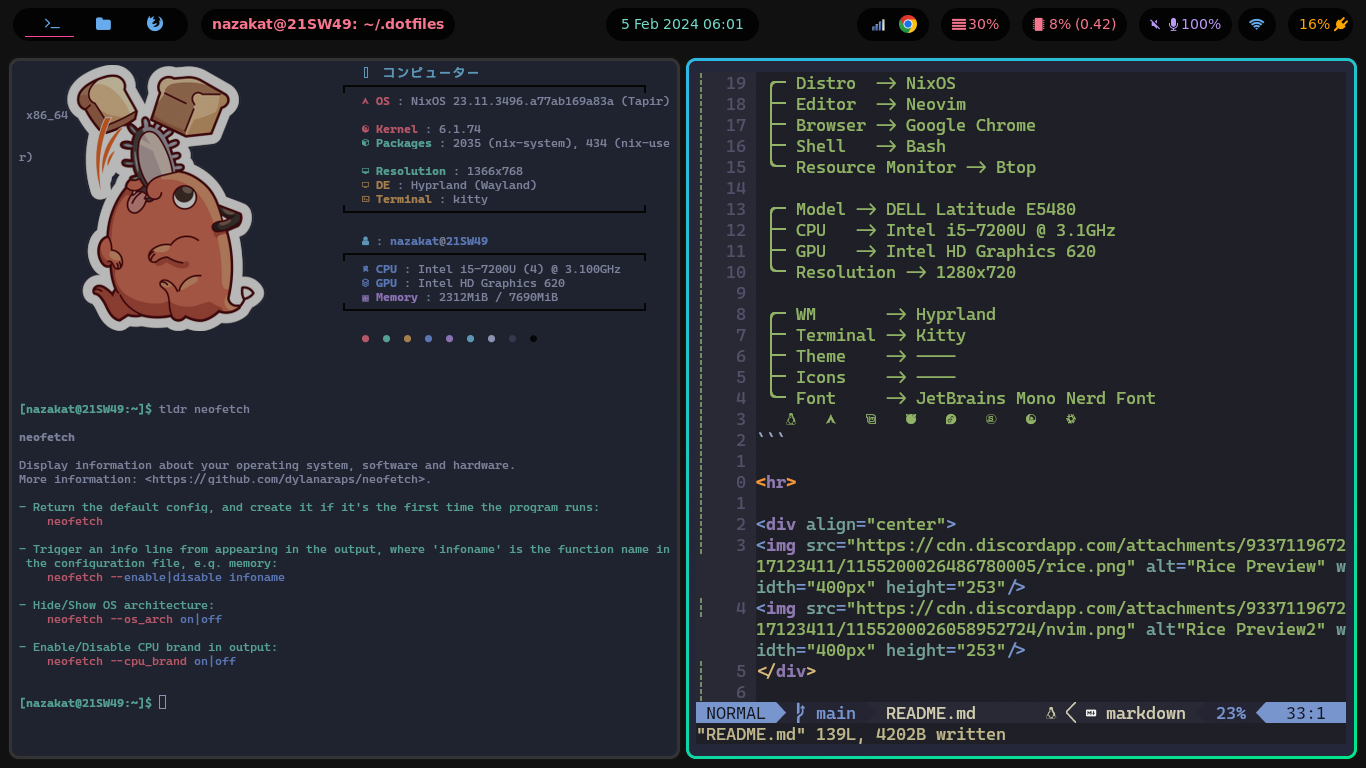 nazakat@21SW49: ~/.dotfiles
5 Feb 2024 06:01
30%
8% (0.42)
100%
16%
コンピューター
OS : NixOS 23.11.3496.a77ab169a83a (Tapir)
x86_64
Kernel : 6.1.74
Packages : 2035 (nix-system), 434 (nix-use
r)
Resolution : 1366x768
DE : Hyprland (Wayland)
Terminal : kitty
: nazakat@21SW49
CPU : Intel i5-7200U (4) @ 3.100GHz
GPU : Intel HD Graphics 620
Memory : 2312MiB / 7690MiB
[nazakat@21SW49:~]$ tldr neofetch
neofetch
Display information about your operating system, software and hardware.
More information: <https://github.com/dylanaraps/neofetch>.
- Return the default config, and create it if it's the first time the program runs:
neofetch
- Trigger an info line from appearing in the output, where 'infoname' is the function name in
the configuration file, e.g. memory:
neofetch --enable|disable infoname
- Hide/Show OS architecture:
neofetch --os_arch on|off
- Enable/Disable CPU brand in output:
neofetch --cpu_brand on|off
[nazakat@21SW49:~]$
19 Distro --> NixOS
18 Editor --> Neovim
17 Browser --> Google Chrome
16 Shell --> Bash
15 Resource Monitor --> Btop
14
13 Model --> DELL Latitude E5480
12 CPU --> Intel i5-7200U @ 3.1GHz
11 GPU --> Intel HD Graphics 620
10 Resolution --> 1280x720
9
8 WM --> Hyprland
7 Terminal --> Kitty
6 Theme --> ----
5 Icons --> ----
4 Font --> JetBrains Mono Nerd Font
3
2 ```
1
0 <hr>
1
2 <div align="center">
3 <img src="https://cdn.discordapp.com/attachments/9337119672
17123411/1155200026486780005/rice.png" alt="Rice Preview" w
idth="400px" height="253"/>
4 <img src="https://cdn.discordapp.com/attachments/9337119672
17123411/1155200026058952724/nvim.png" alt"Rice Preview2" w
idth="400px" height="253"/>
5 </div>
6
NORMAL main README.md markdown 23% 33:1
"README.md" 139L, 4202B written